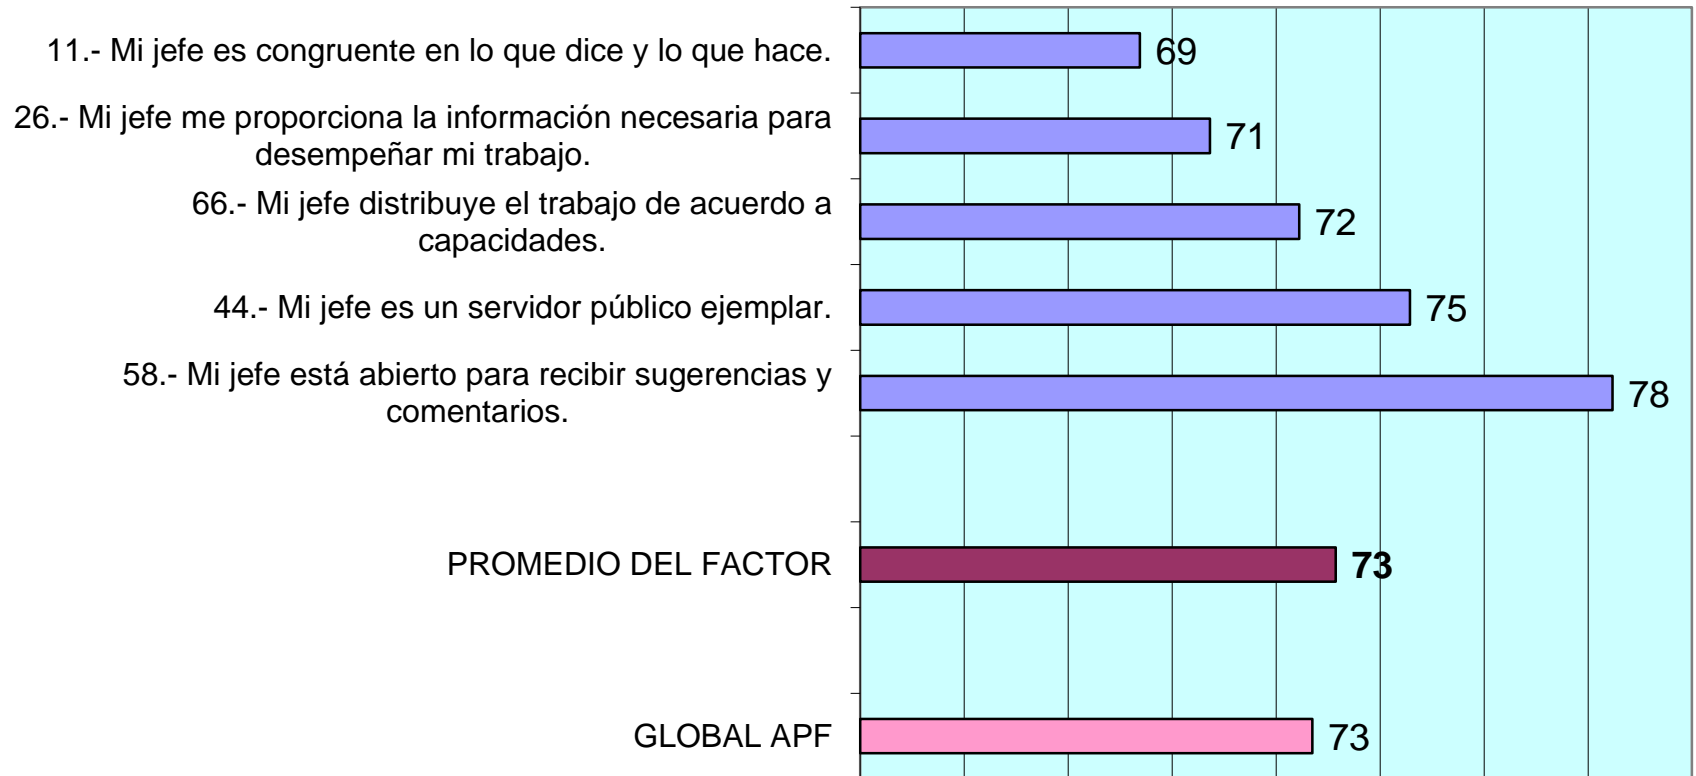 11.- Mi jefe es congruente en lo que dice y lo que hace.
69
26.- Mi jefe me proporciona la información necesaria para
desempeñar mi trabajo.
71
66.- Mi jefe distribuye el trabajo de acuerdo a
capacidades.
72
44.- Mi jefe es un servidor público ejemplar.
75
58.- Mi jefe está abierto para recibir sugerencias y
comentarios.
78
PROMEDIO DEL FACTOR
73
GLOBAL APF
73